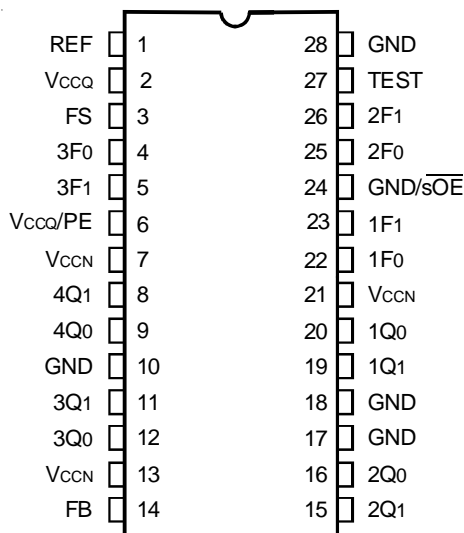 REF 1 28 GND
VCCQ 2 27 TEST
FS 3 26 2F1
3F0 4 25 2F0
3F1 5 24 GND/sOE
VCCQ/PE 6 23 1F1
VCCN 7 22 1F0
4Q1 8 21 VCCN
4Q0 9 20 1Q0
GND 10 19 1Q1
3Q1 11 18 GND
3Q0 12 17 GND
VCCN 13 16 2Q0
FB 14 15 2Q1